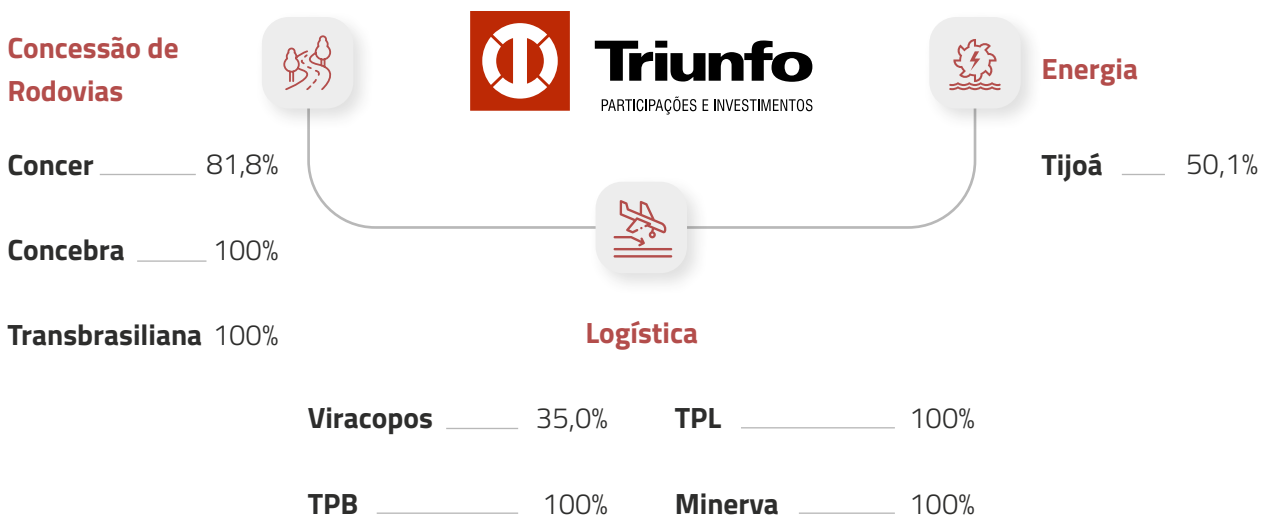 Triunfo
PARTICIPAÇÕES E INVESTIMENTOS
Concessão de
Rodovias
Concer 81,8%
Concebra 100%
Transbrasiliana 100%
Energia
Tijoá 50,1%
Logística
Viracopos 35,0%
TPL 100%
TPB 100%
Minerva 100%